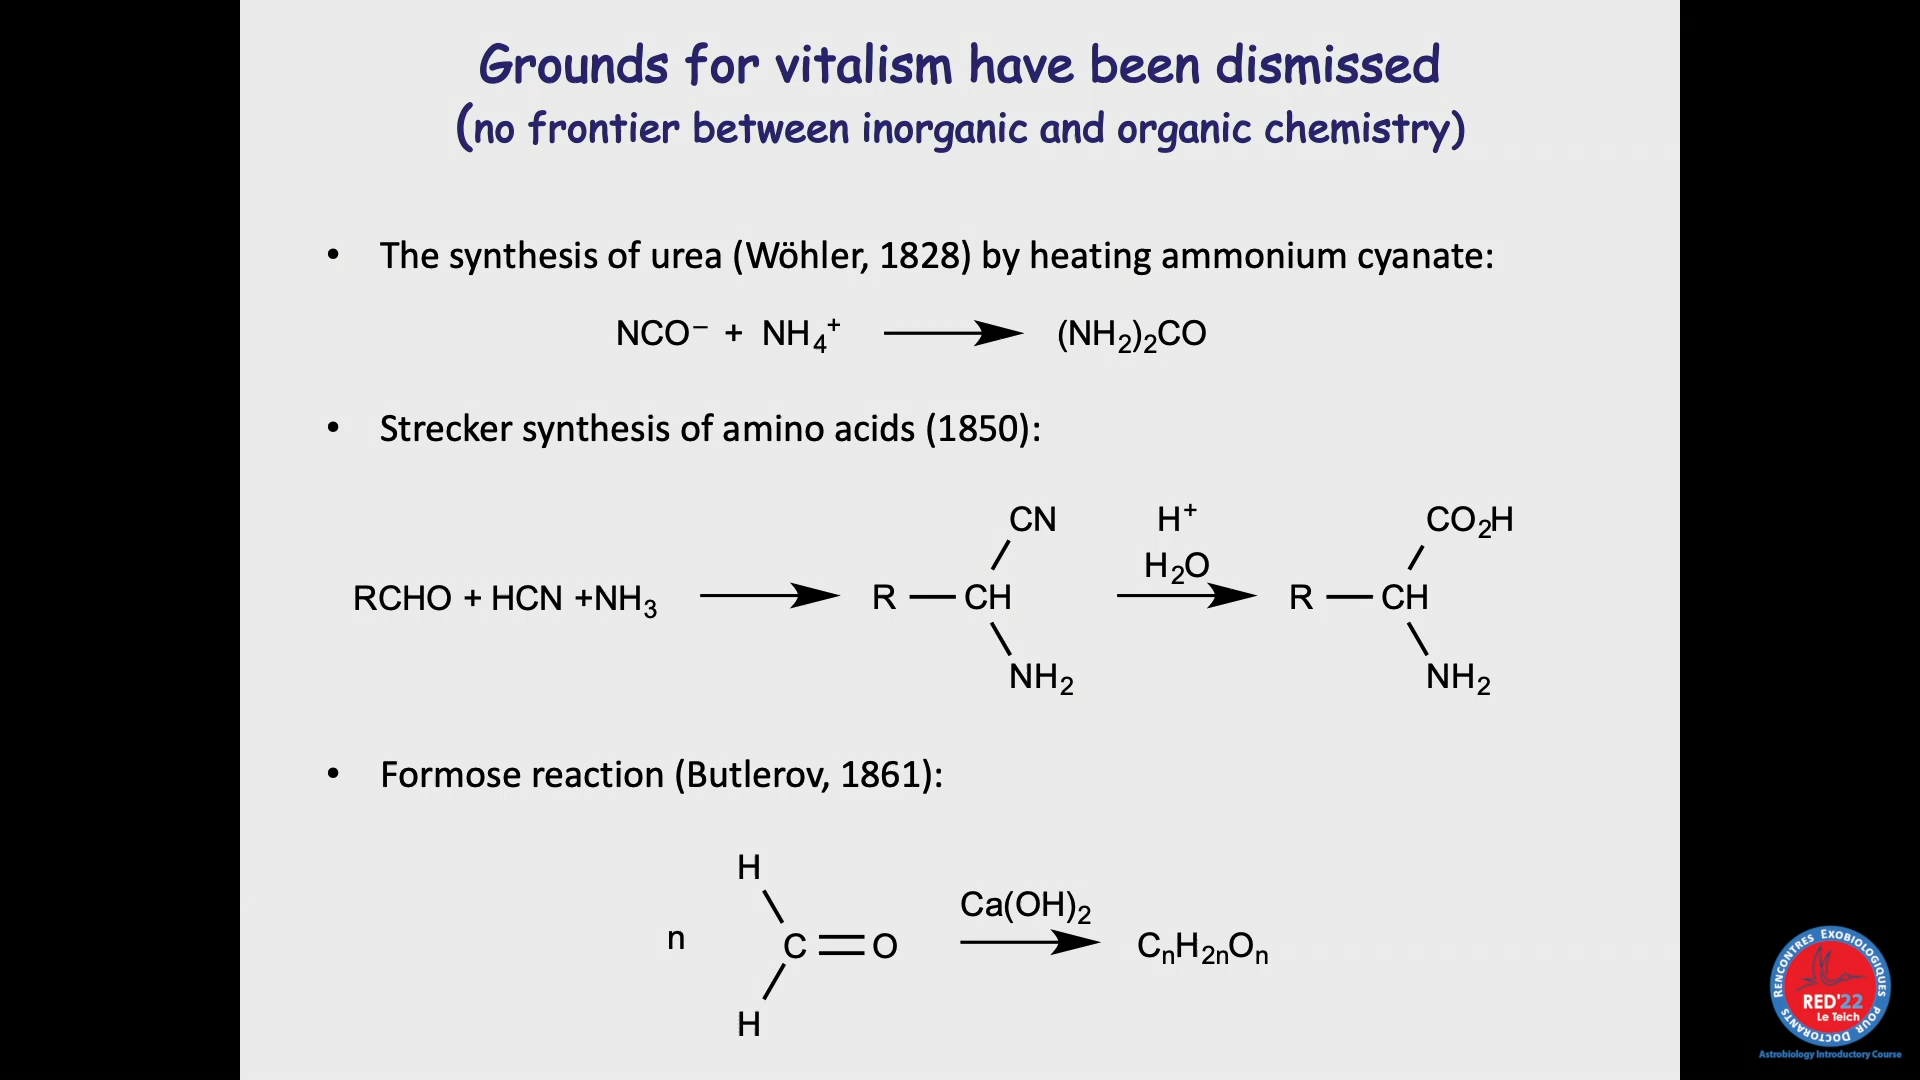 Grounds for vitalism have been dismissed
(no frontier between inorganic and organic chemistry)
• The synthesis of urea (Wöhler, 1828) by heating ammonium cyanate:
NCO⁻ + NH₄⁺ → (NH₂)₂CO
• Strecker synthesis of amino acids (1850):
CN H⁺ CO₂H
H₂O
RCHO + HCN +NH₃ → R — CH → R — CH
NH₂ NH₂
• Formose reaction (Butlerov, 1861):
H
Ca(OH)₂
n C = O → CₙH₂ₙOₙ
H
RENCONTRES EXOBIOLOGIQUES POUR DOCTORANTS
RED'22
Le Teich
Astrobiology Introductory Course